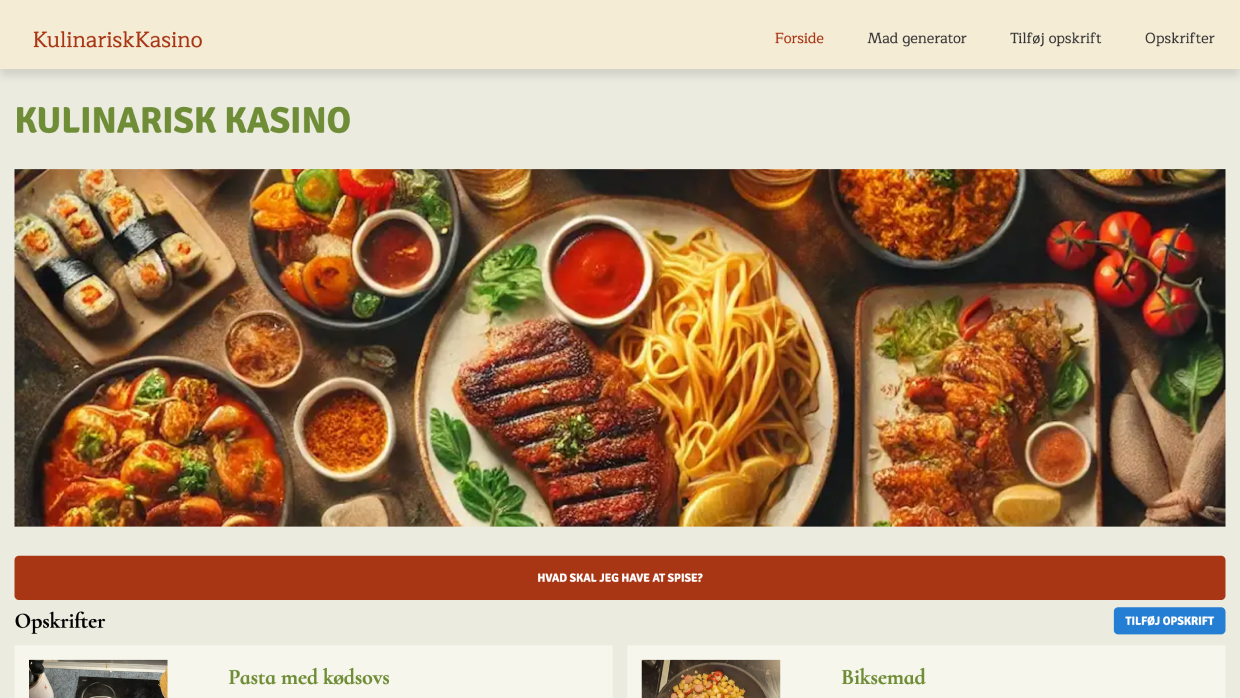 KulinariskKasino
Forside
Mad generator
Tilføj opskrift
Opskrifter
KULINARISK KASINO
HVAD SKAL JEG HAVE AT SPISE?
Opskrifter
TILFØJ OPSKRIFT
Pasta med kødsovs
Biksemad